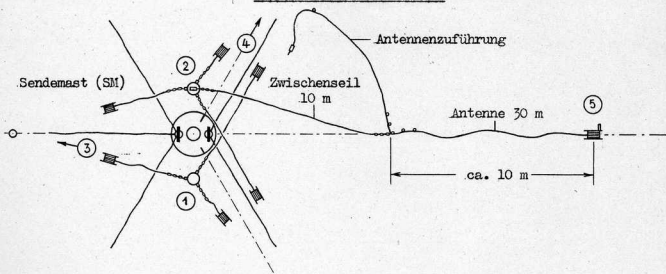 ④
Antennenzuführung
②
Sendemast (SM)
Zwischenseil
10 m
Antenne 30 m
⑤
③
ca. 10 m
①